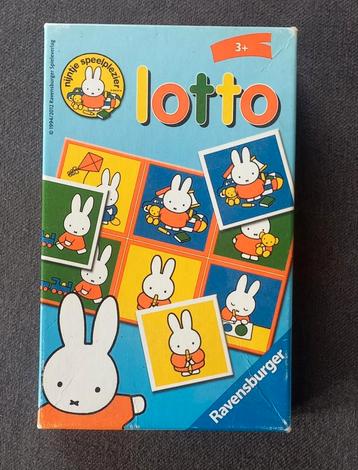 nijntje speelplezier
3+
lotto
© 1994/2012 Ravensburger Spieleverlag
Ravensburger